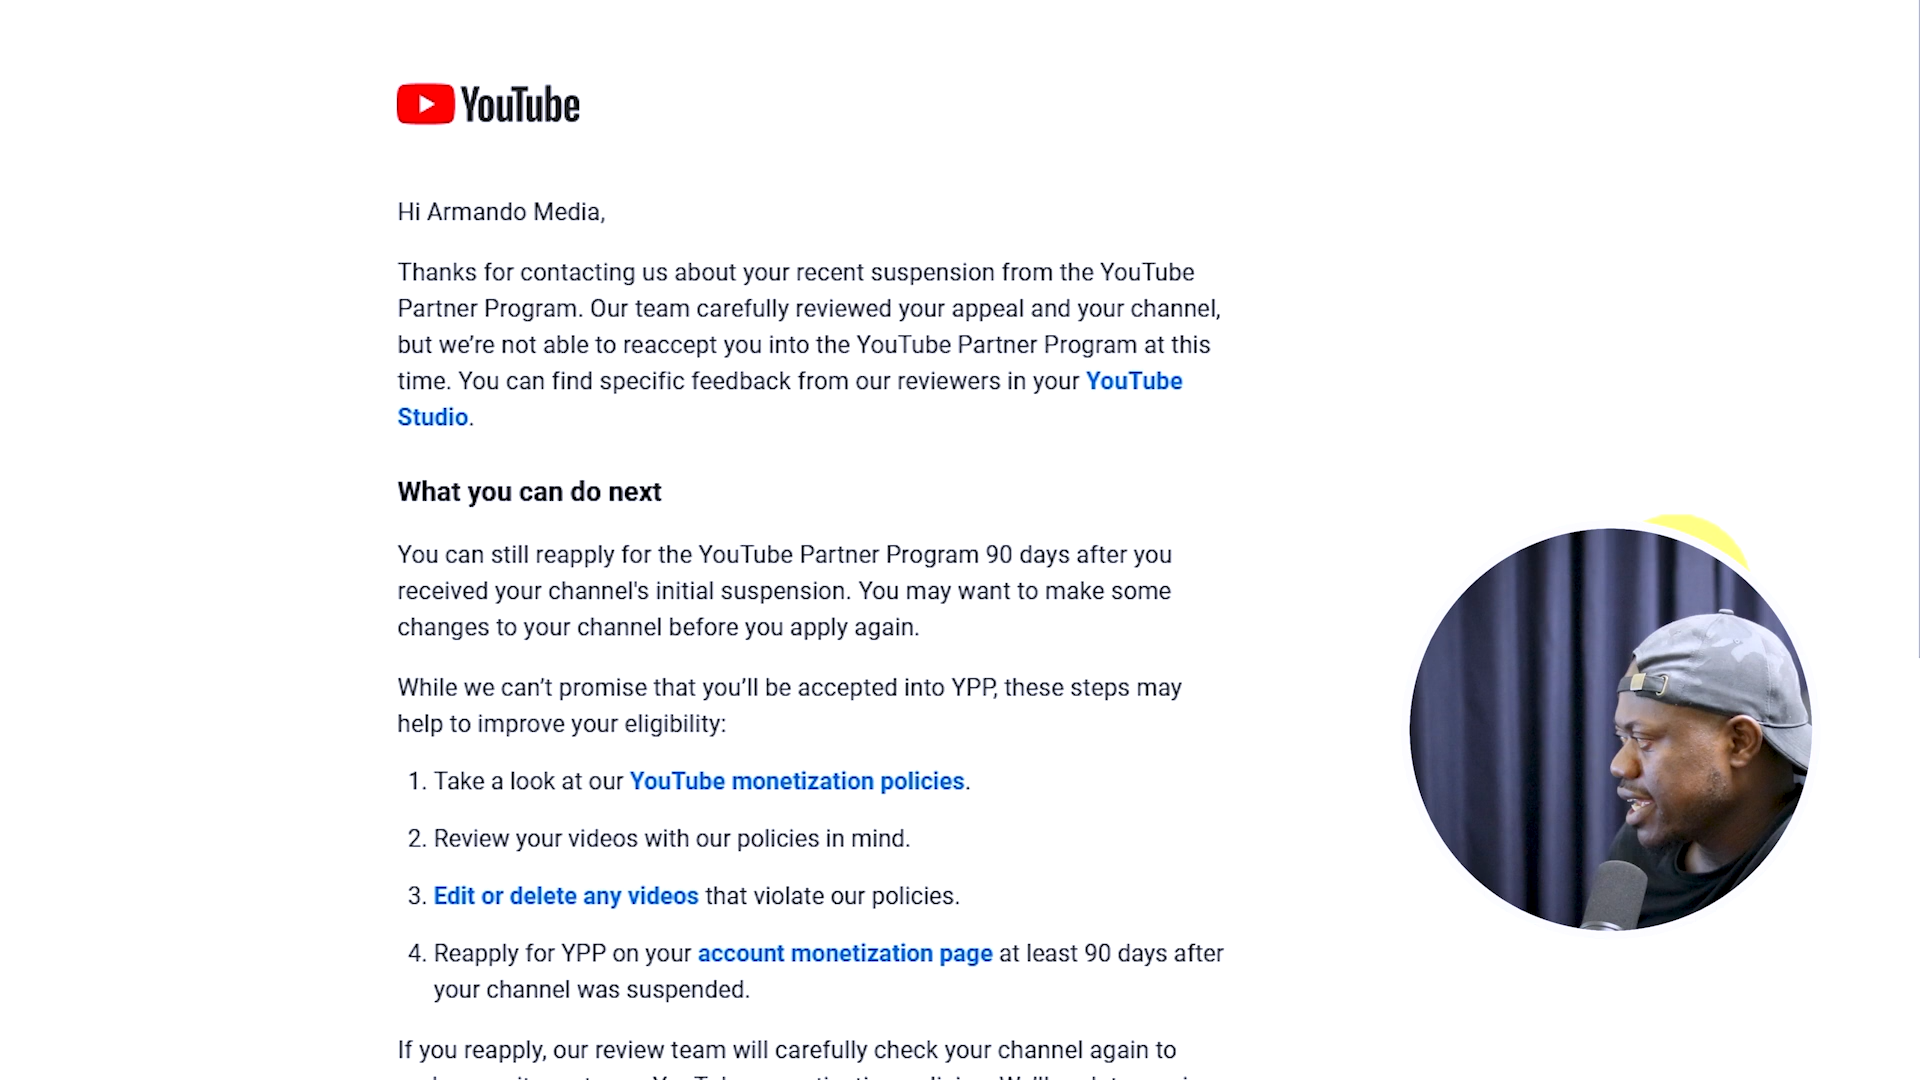 YouTube
Hi Armando Media,
Thanks for contacting us about your recent suspension from the YouTube
Partner Program. Our team carefully reviewed your appeal and your channel,
but we’re not able to reaccept you into the YouTube Partner Program at this
time. You can find specific feedback from our reviewers in your YouTube
Studio.
What you can do next
You can still reapply for the YouTube Partner Program 90 days after you
received your channel's initial suspension. You may want to make some
changes to your channel before you apply again.
While we can’t promise that you’ll be accepted into YPP, these steps may
help to improve your eligibility:
1. Take a look at our YouTube monetization policies.
2. Review your videos with our policies in mind.
3. Edit or delete any videos that violate our policies.
4. Reapply for YPP on your account monetization page at least 90 days after
your channel was suspended.
If you reapply, our review team will carefully check your channel again to